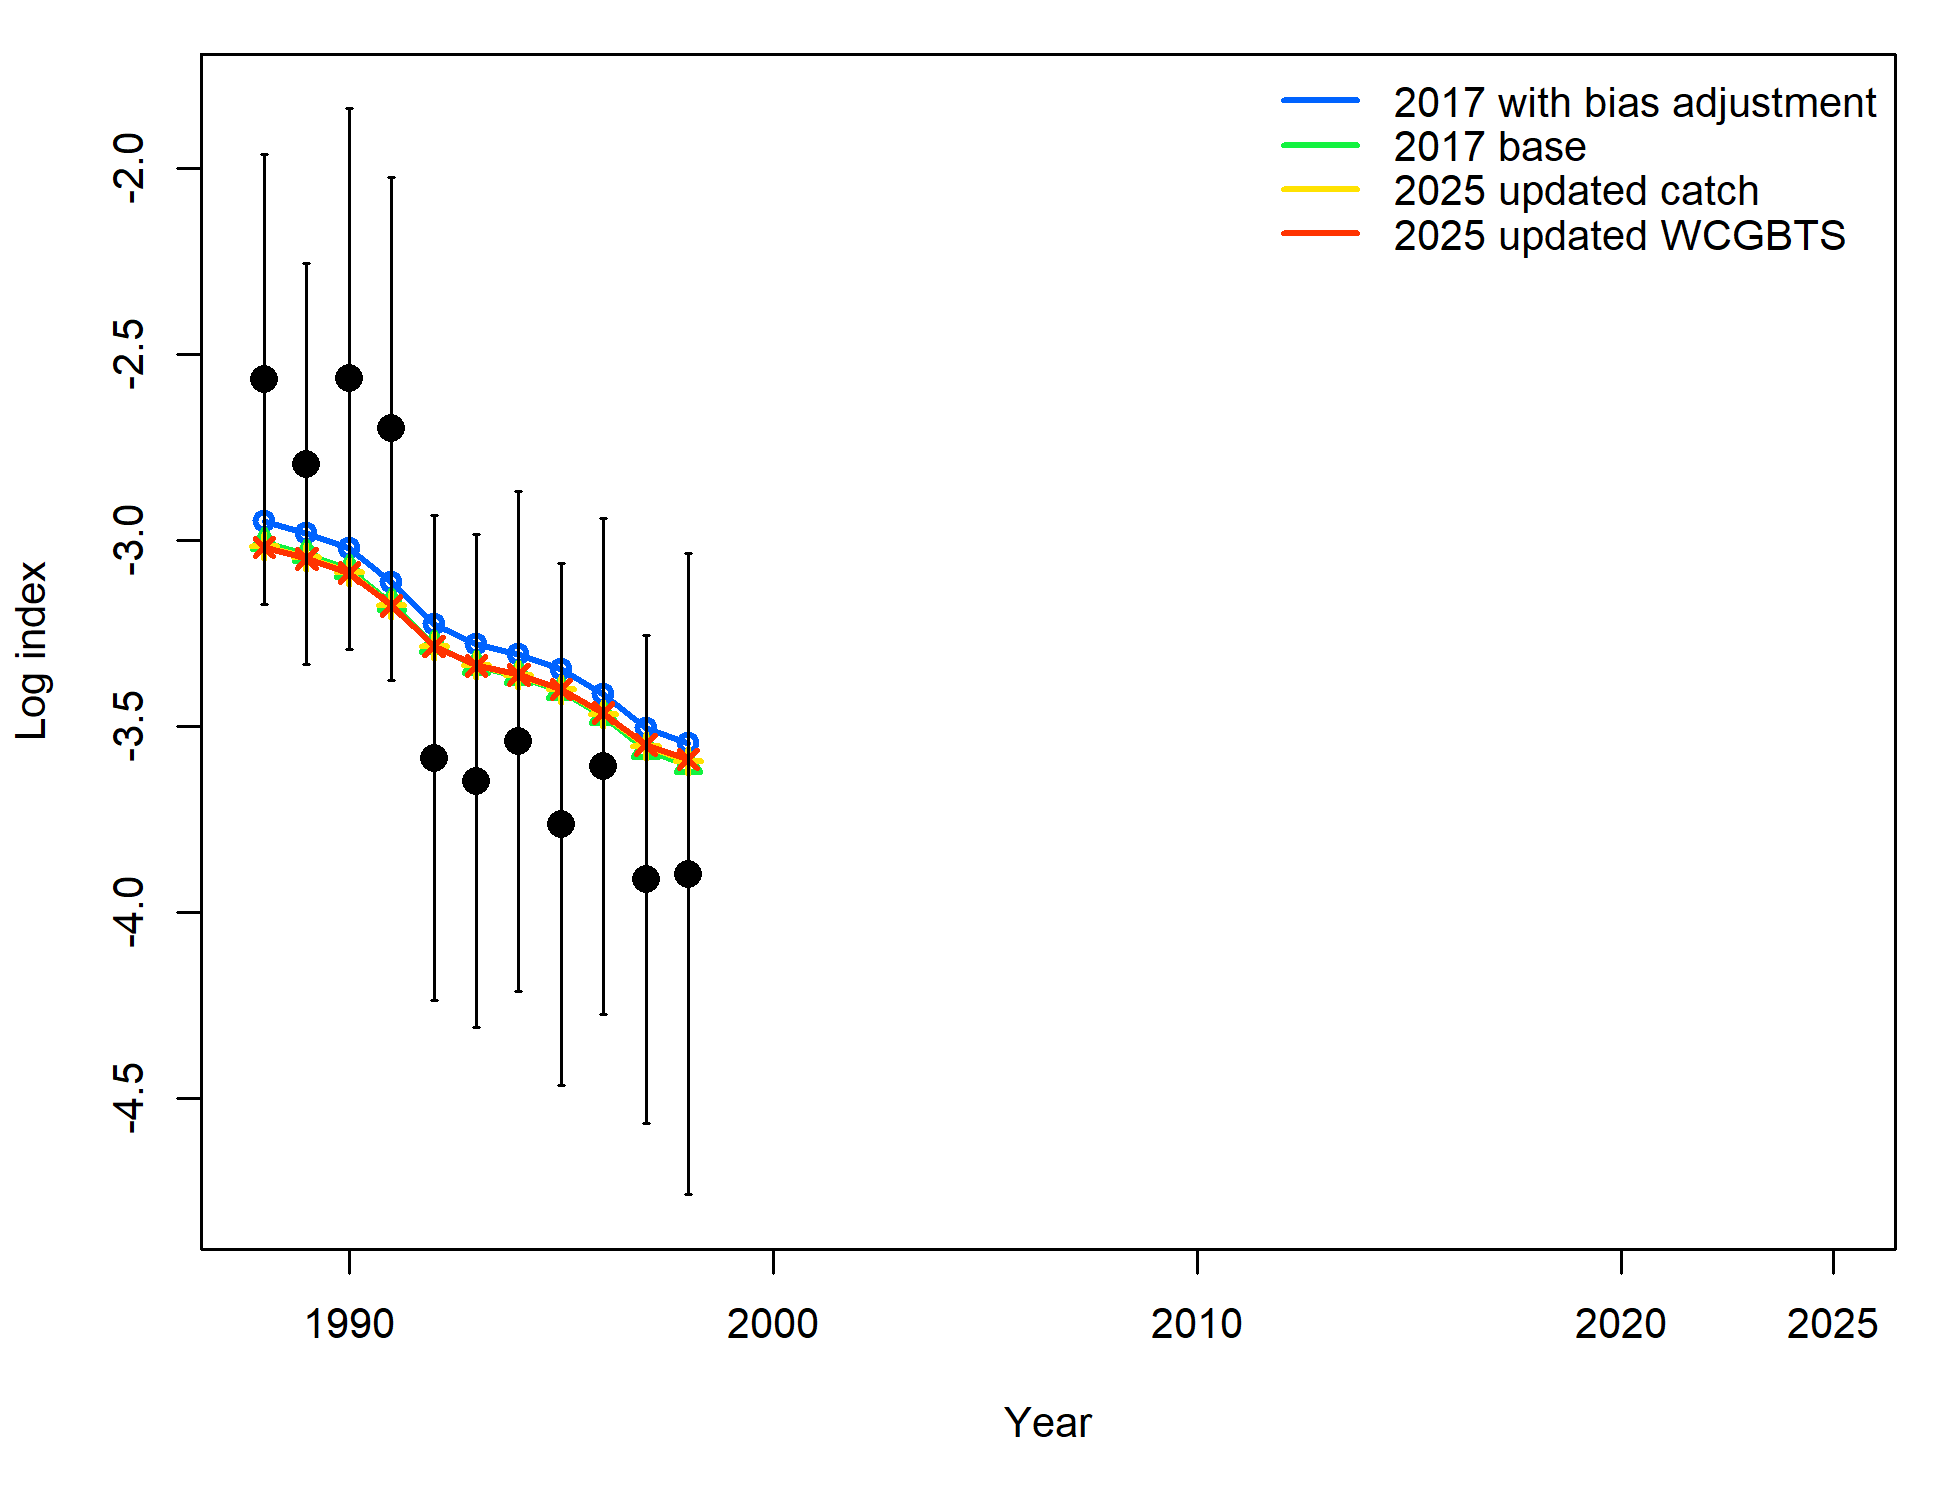 2017 with bias adjustment
2017 base
2025 updated catch
2025 updated WCGBTS
-2.0
-2.5
-3.0
-3.5
-4.0
-4.5
Log index
1990 2000 2010 2020 2025
Year